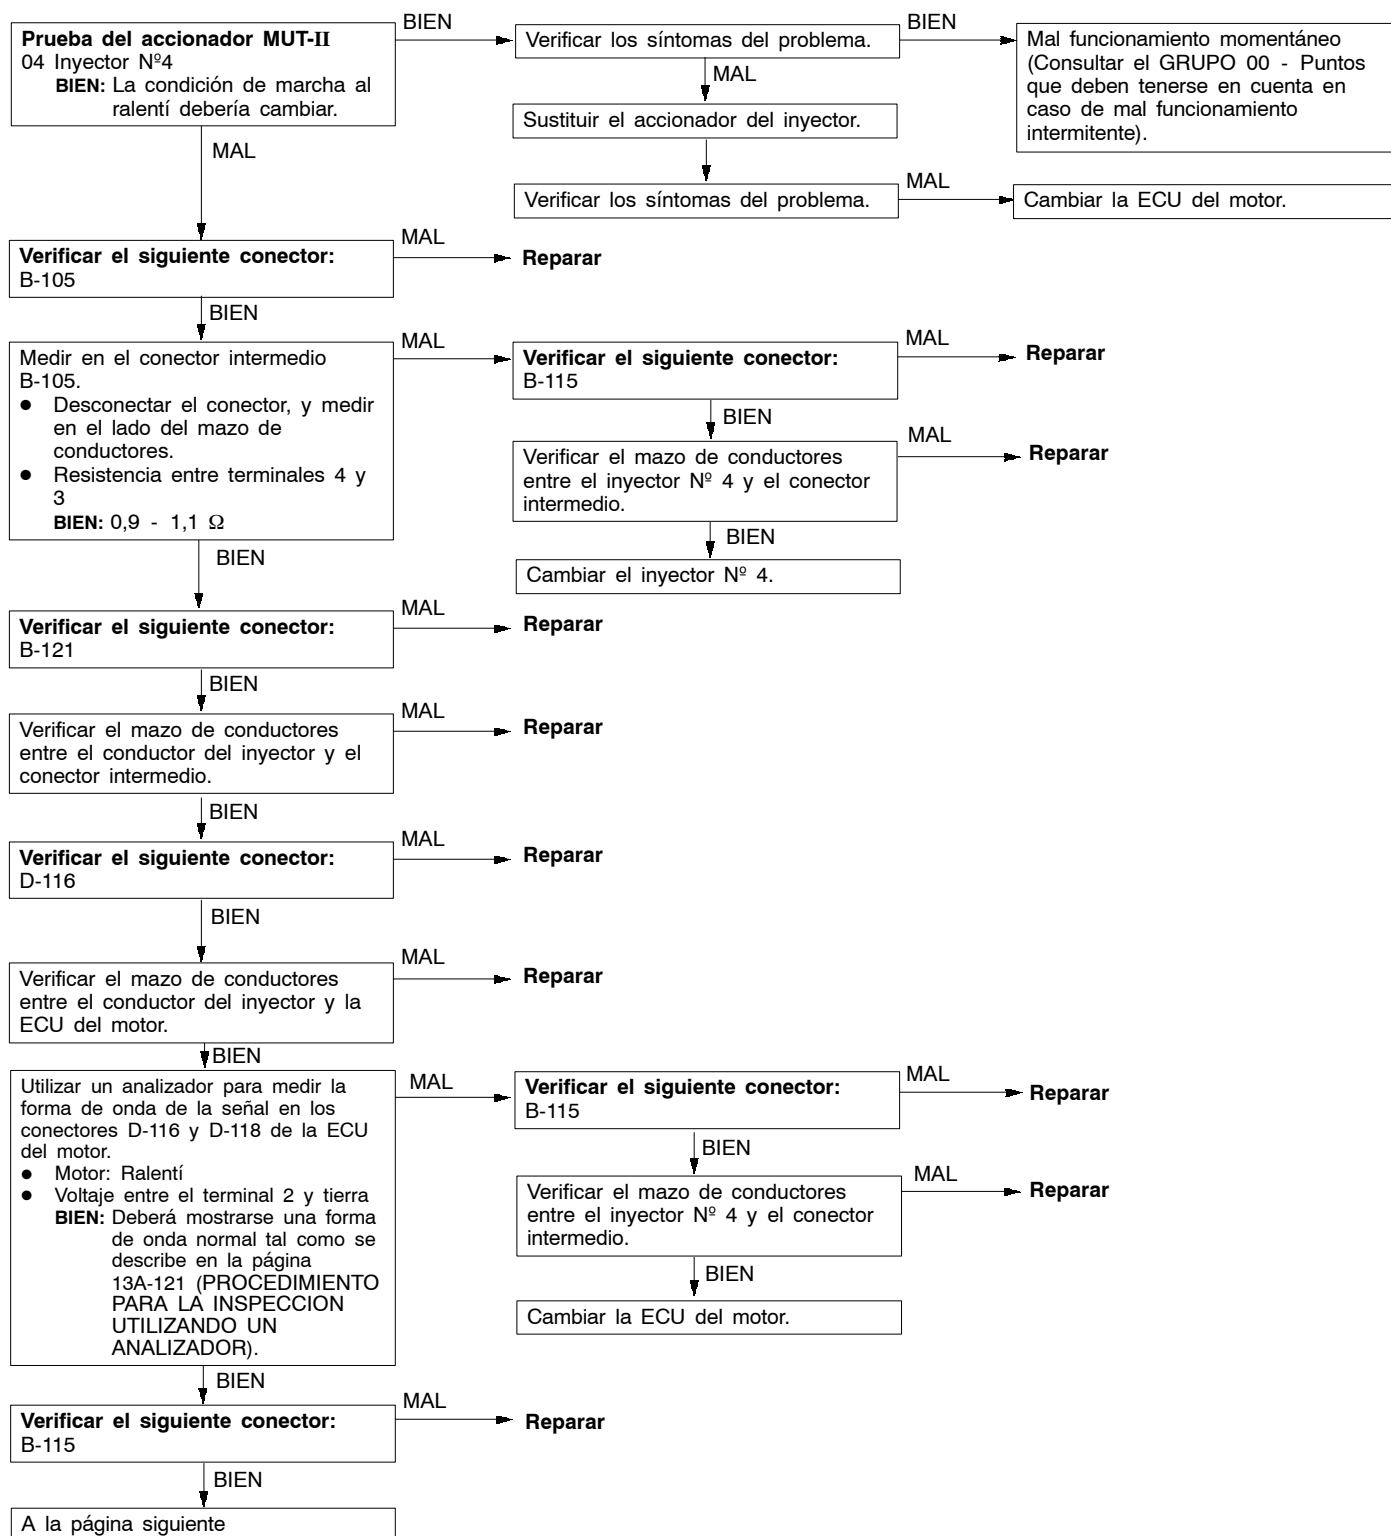 Prueba del accionador MUT-II
04 Inyector Nº4
BIEN: La condición de marcha al
ralentí debería cambiar.
BIEN
Verificar los síntomas del problema.
BIEN
Mal funcionamiento momentáneo
(Consultar el GRUPO 00 - Puntos
que deben tenerse en cuenta en
caso de mal funcionamiento
intermitente).
MAL
Sustituir el accionador del inyector.
MAL
Verificar los síntomas del problema.
MAL
Cambiar la ECU del motor.
Verificar el siguiente conector:
B-105
MAL
Reparar
BIEN
Medir en el conector intermedio
B-105.
● Desconectar el conector, y medir
en el lado del mazo de
conductores.
● Resistencia entre terminales 4 y
3
BIEN: 0,9 - 1,1 Ω
MAL
Verificar el siguiente conector:
B-115
MAL
Reparar
BIEN
Verificar el mazo de conductores
entre el inyector Nº 4 y el conector
intermedio.
MAL
Reparar
BIEN
Cambiar el inyector Nº 4.
BIEN
Verificar el siguiente conector:
B-121
MAL
Reparar
BIEN
Verificar el mazo de conductores
entre el conductor del inyector y el
conector intermedio.
MAL
Reparar
BIEN
Verificar el siguiente conector:
D-116
MAL
Reparar
BIEN
Verificar el mazo de conductores
entre el conductor del inyector y la
ECU del motor.
MAL
Reparar
BIEN
Utilizar un analizador para medir la
forma de onda de la señal en los
conectores D-116 y D-118 de la ECU
del motor.
● Motor: Ralentí
● Voltaje entre el terminal 2 y tierra
BIEN: Deberá mostrarse una forma
de onda normal tal como se
describe en la página
13A-121 (PROCEDIMIENTO
PARA LA INSPECCION
UTILIZANDO UN
ANALIZADOR).
MAL
Verificar el siguiente conector:
B-115
MAL
Reparar
BIEN
Verificar el mazo de conductores
entre el inyector Nº 4 y el conector
intermedio.
MAL
Reparar
BIEN
Cambiar la ECU del motor.
BIEN
Verificar el siguiente conector:
B-115
MAL
Reparar
BIEN
A la página siguiente